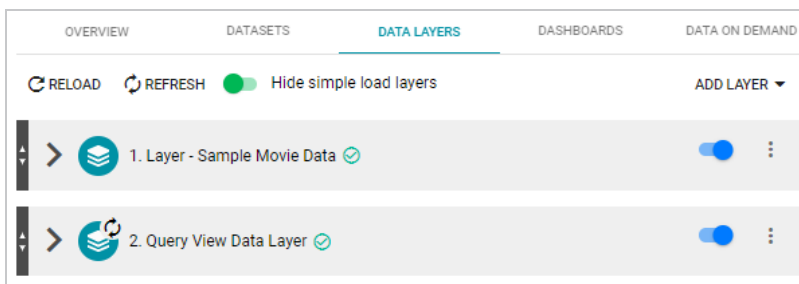 OVERVIEW DATASETS DATA LAYERS DASHBOARDS DATA ON DEMAND
RELOAD REFRESH Hide simple load layers ADD LAYER
1. Layer - Sample Movie Data
2. Query View Data Layer